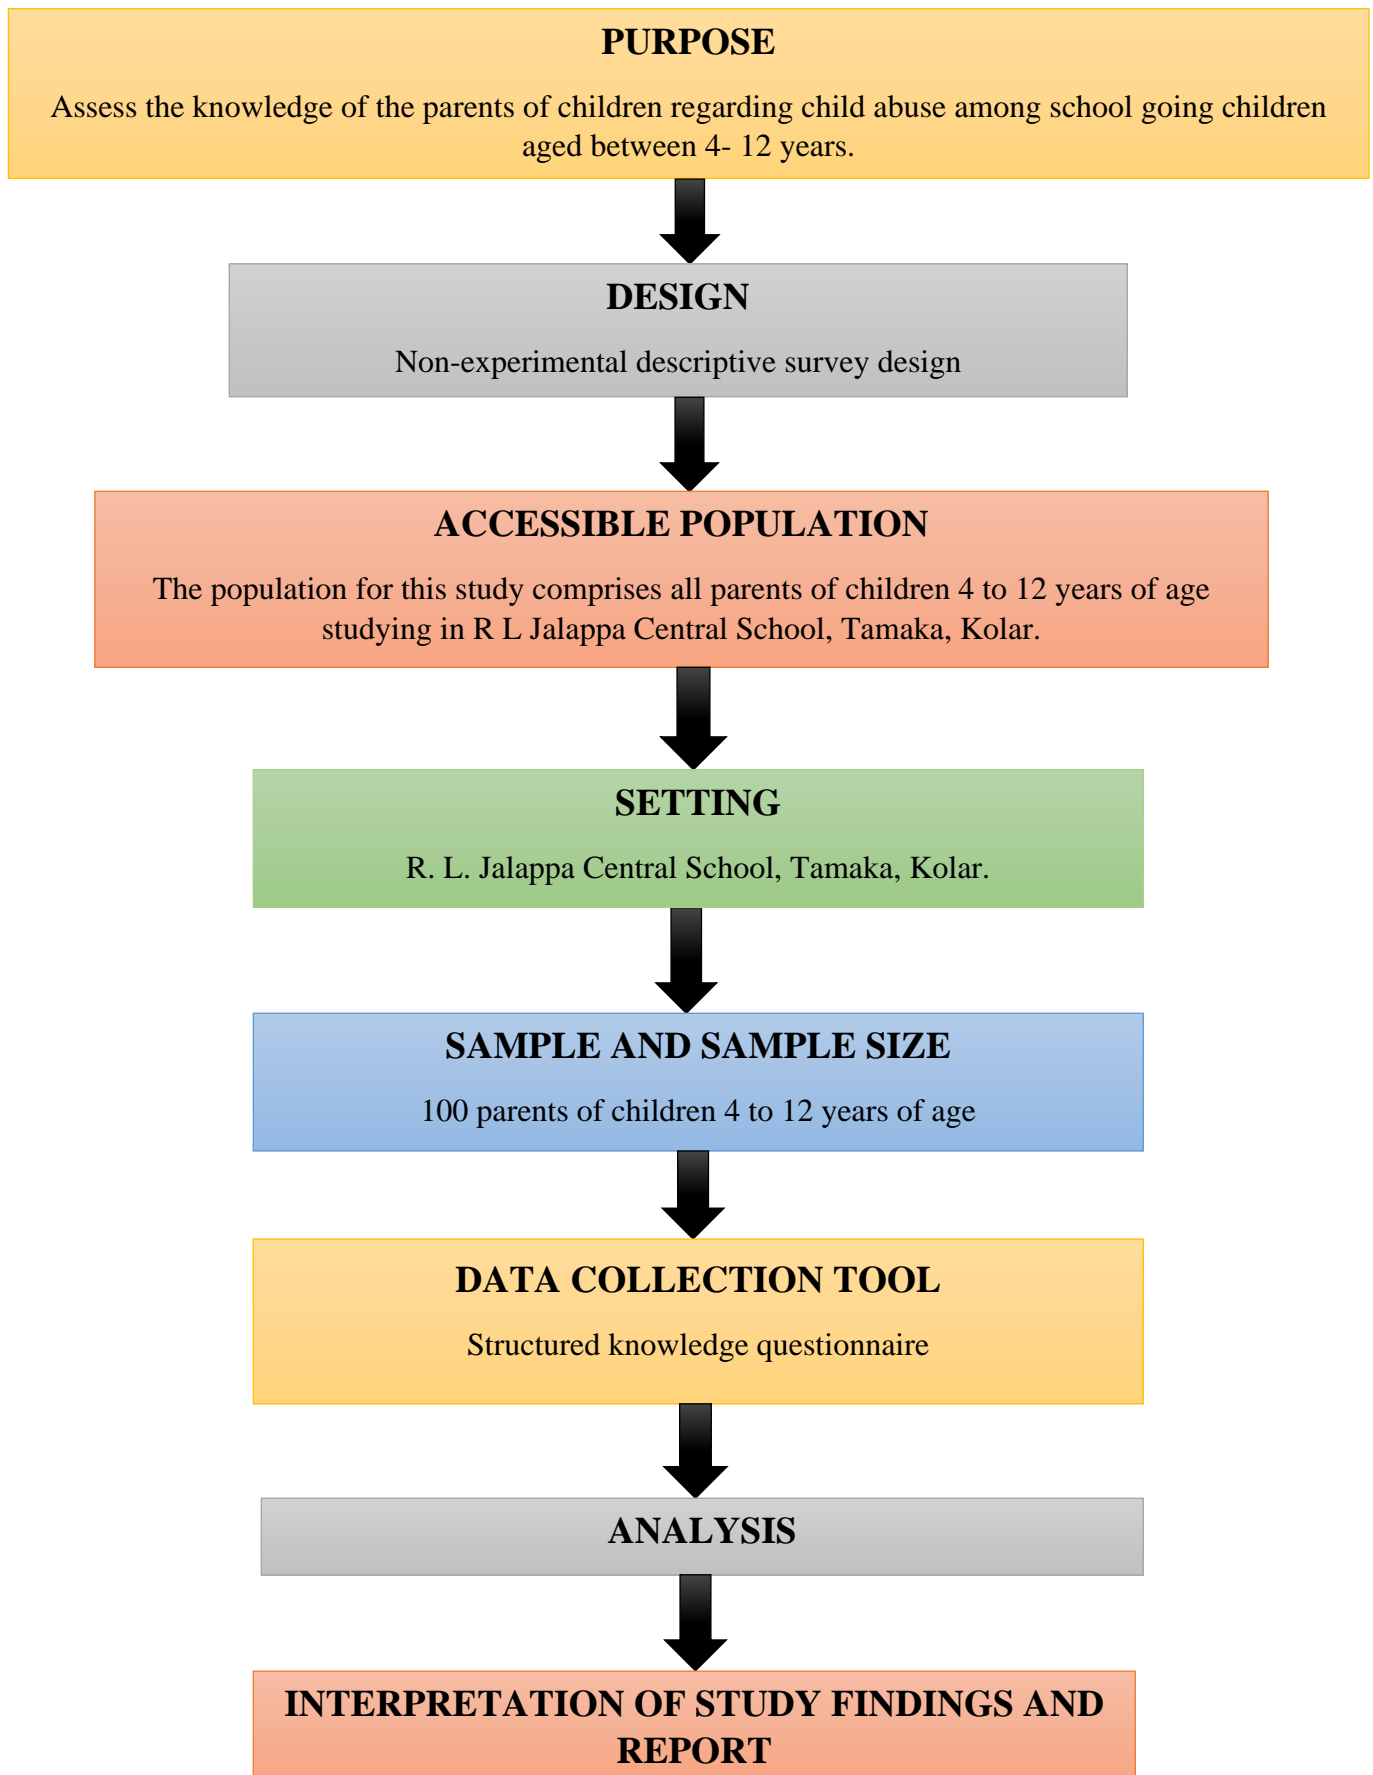 PURPOSE
Assess the knowledge of the parents of children regarding child abuse among school going children
aged between 4- 12 years.
DESIGN
Non-experimental descriptive survey design
ACCESSIBLE POPULATION
The population for this study comprises all parents of children 4 to 12 years of age
studying in R L Jalappa Central School, Tamaka, Kolar.
SETTING
R. L. Jalappa Central School, Tamaka, Kolar.
SAMPLE AND SAMPLE SIZE
100 parents of children 4 to 12 years of age
DATA COLLECTION TOOL
Structured knowledge questionnaire
ANALYSIS
INTERPRETATION OF STUDY FINDINGS AND
REPORT